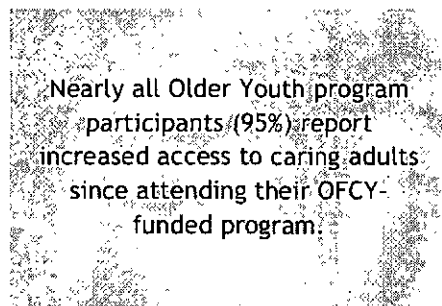 Nearly all Older Youth program
participants (95%) report
increased access to caring adults
since attending their OFCY-
funded program.